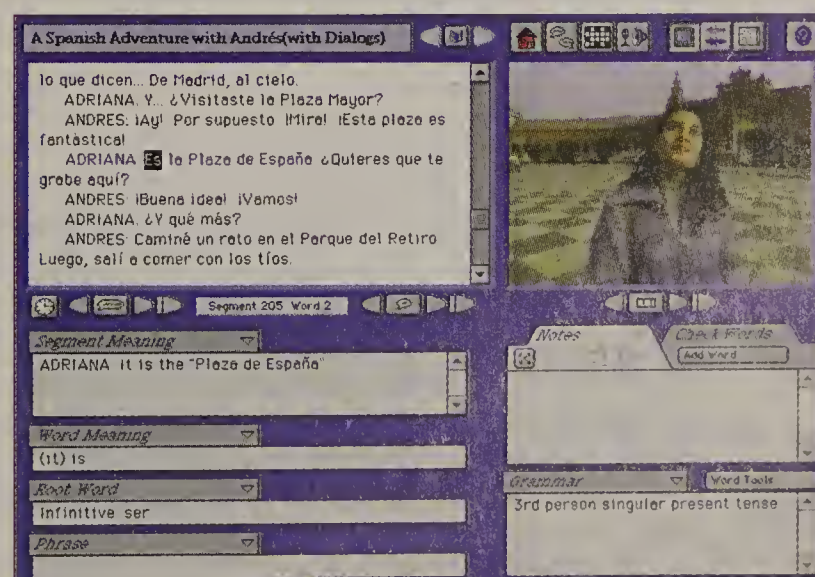 A Spanish Adventure with Andrés(with Dialogs)
lo que dicen... De Madrid, al cielo.
ADRIANA. Y... ¿Visitaste la Plaza Mayor?
ANDRES: ¡Ay! Por supuesto ¡Mira! ¡Esta plaza es
fantástica!
ADRIANA Es la Plaza de España ¿Quieres que te
grabe aquí?
ANDRES: ¡Buena idea! ¡Vamos!
ADRIANA. ¿Y qué más?
ANDRES: Caminé un rato en el Parque del Retiro
Luego, salí a comer con los tíos.
Segment 205 Word 2
Segment Meaning
ADRIANA it is the "Plaza de España"
Word Meaning
(it) is
Root Word
Infinitive ser
Phrase
Notes
Check Words
Add Word
Grammar
Word Tools
3rd person singular present tense